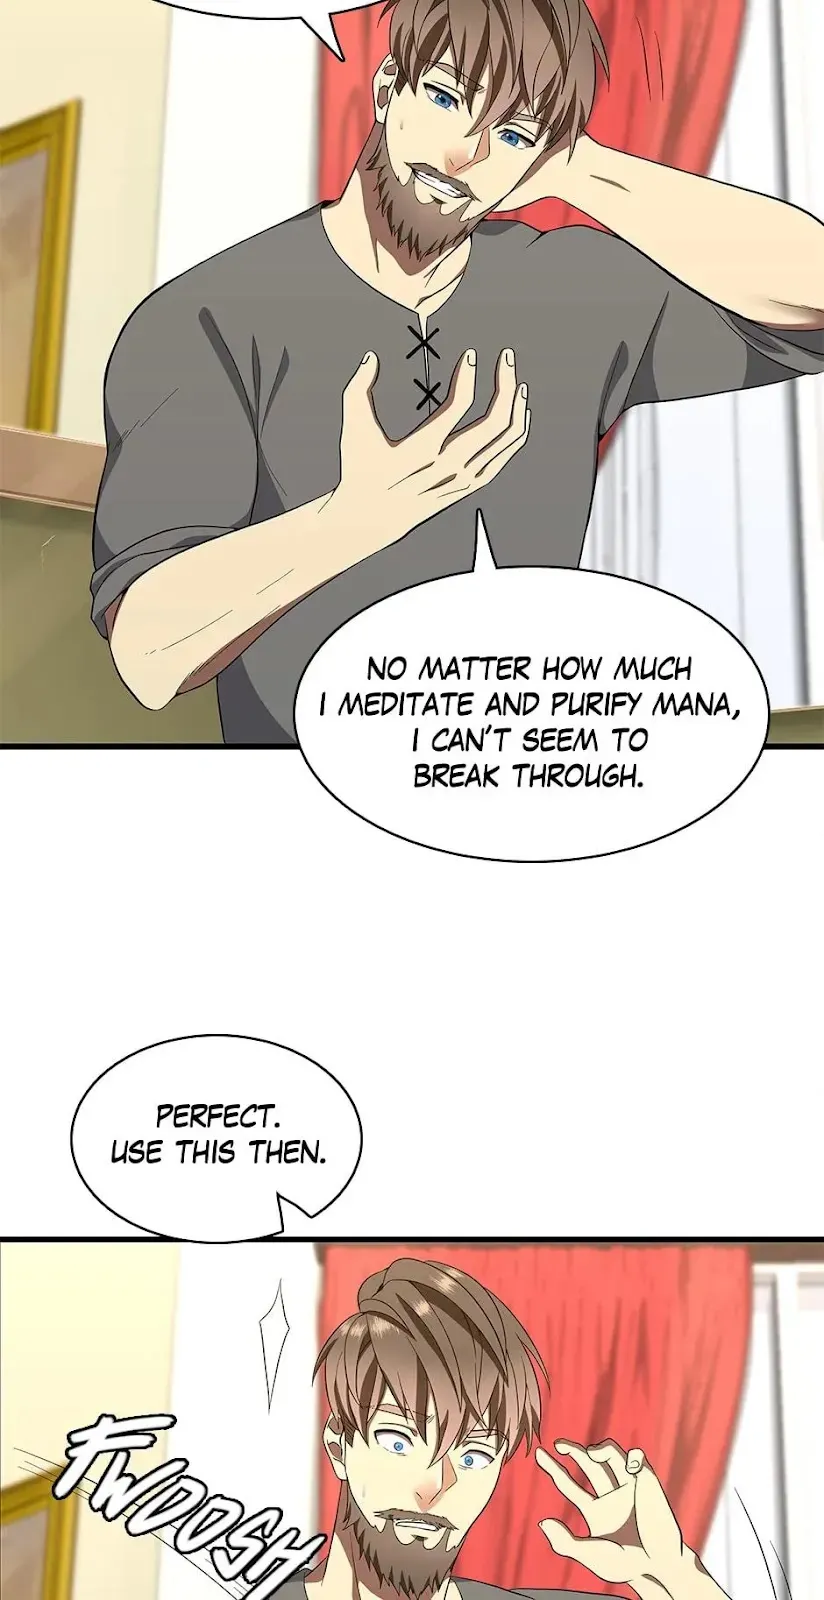 NO MATTER HOW MUCH
I MEDITATE AND PURIFY MANA,
I CAN'T SEEM TO
BREAK THROUGH.
PERFECT.
USE THIS THEN.
FWOOSH